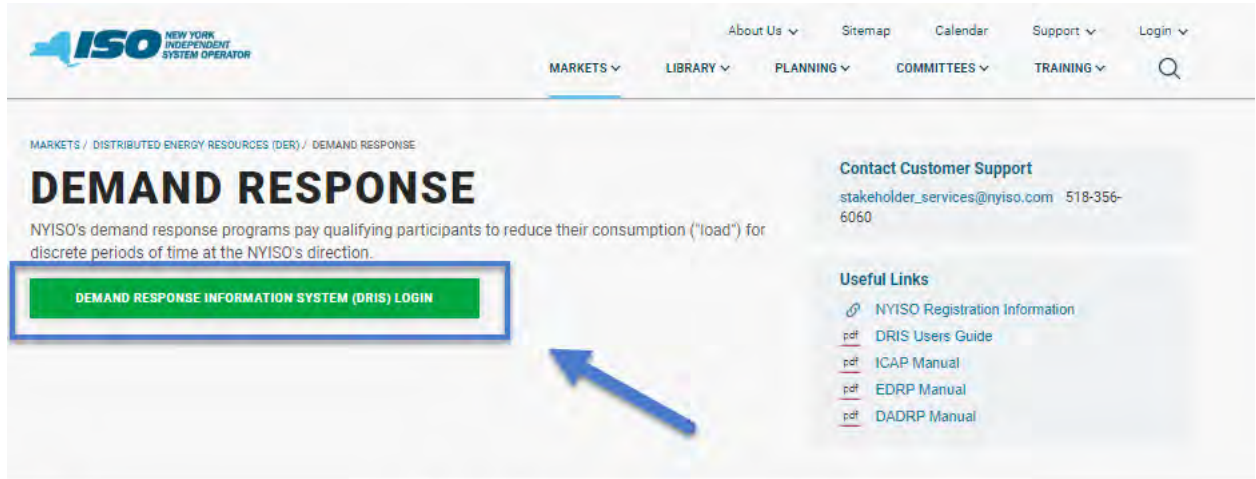 ISO NEW YORK
INDEPENDENT
SYSTEM OPERATOR
About Us Sitemap Calendar Support Login
MARKETS LIBRARY PLANNING COMMITTEES TRAINING
MARKETS / DISTRIBUTED ENERGY RESOURCES (DER) / DEMAND RESPONSE
DEMAND RESPONSE
NYISO's demand response programs pay qualifying participants to reduce their consumption ("load") for
discrete periods of time at the NYISO's direction.
DEMAND RESPONSE INFORMATION SYSTEM (DRIS) LOGIN
Contact Customer Support
stakeholder_services@nyiso.com 518-356-
6060
Useful Links
NYISO Registration Information
pdf DRIS Users Guide
pdf ICAP Manual
pdf EDRP Manual
pdf DADRP Manual